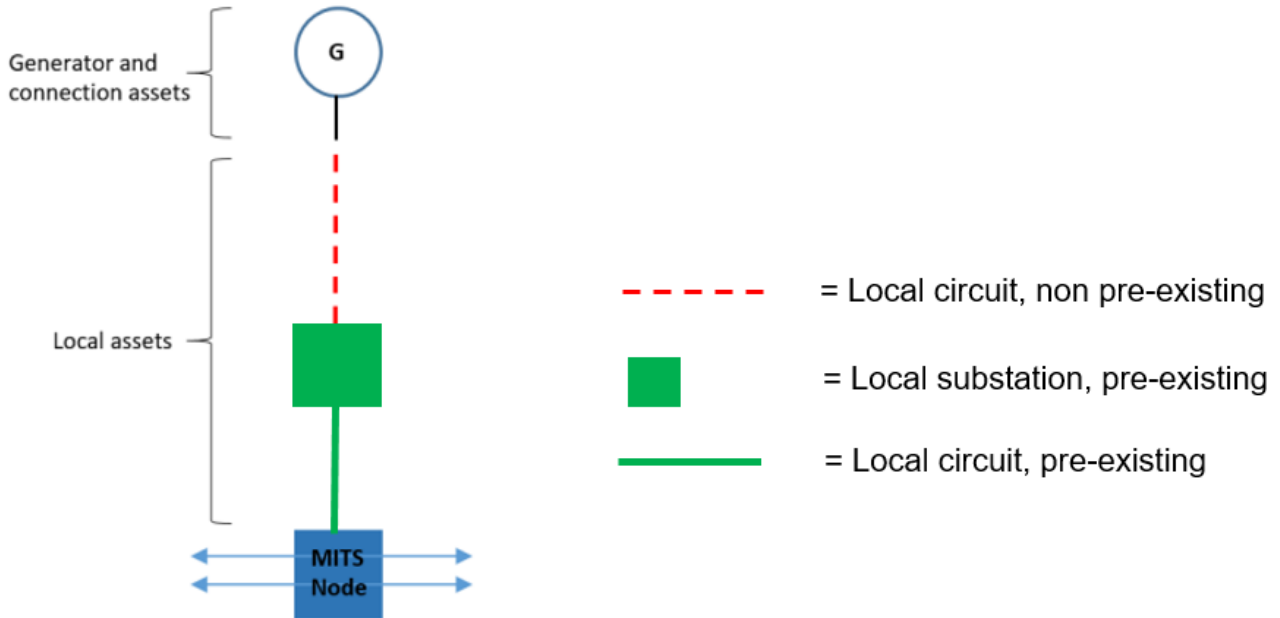 G
Generator and
connection assets
Local assets
MITS
Node
= Local circuit, non pre-existing
= Local substation, pre-existing
= Local circuit, pre-existing